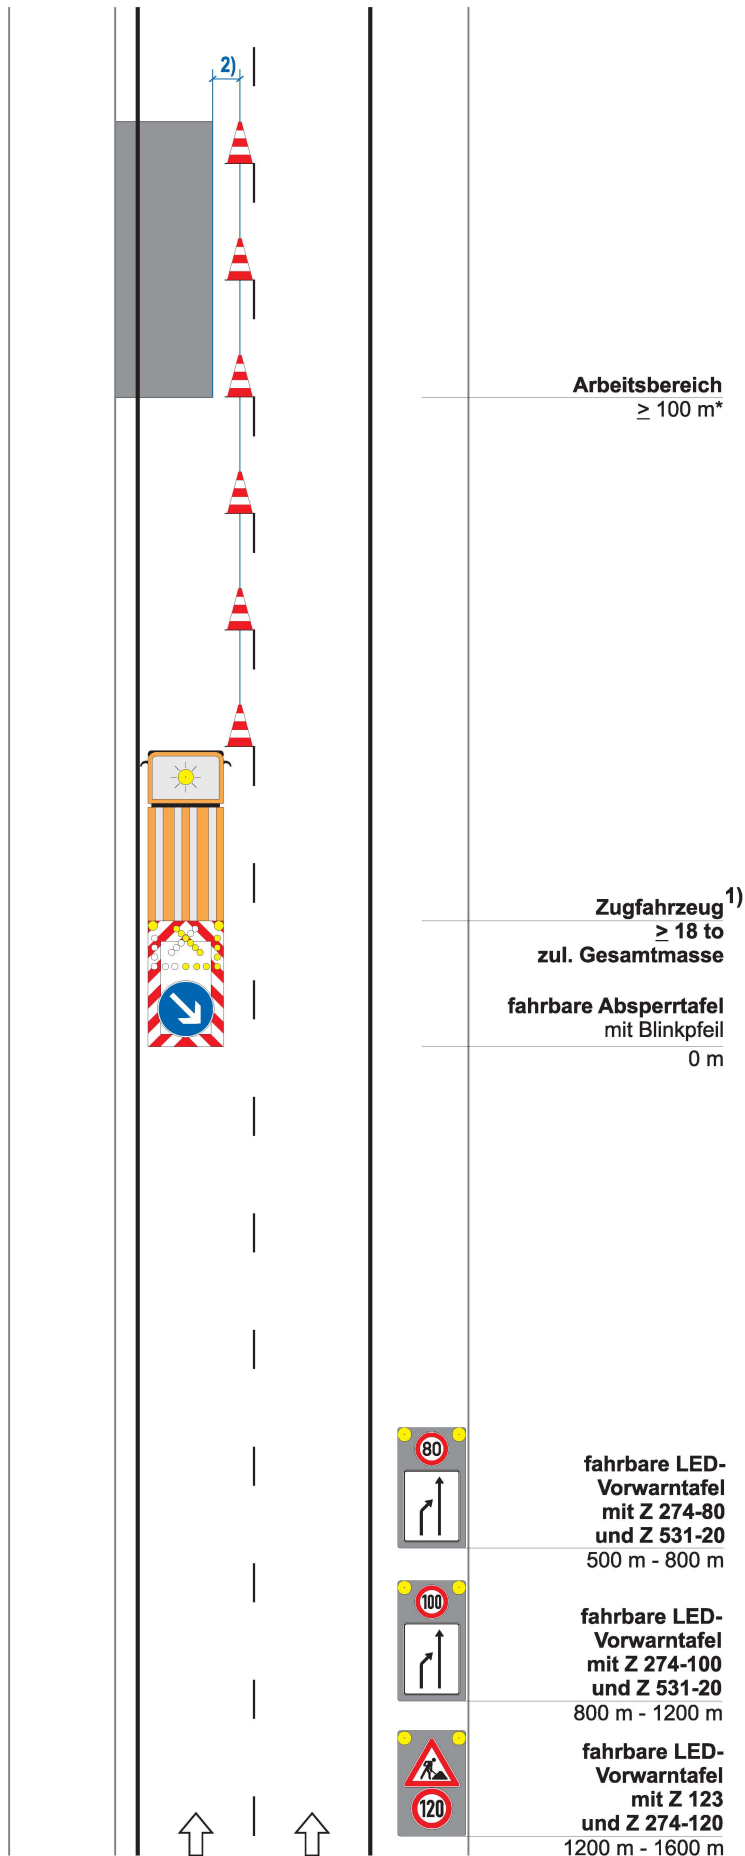 2)
Arbeitsbereich
≥ 100 m*
Zugfahrzeug 1)
≥ 18 to
zul. Gesamtmasse
fahrbare Absperrtafel
mit Blinkpfeil
0 m
80
fahrbare LED-
Vorwarntafel
mit Z 274-80
und Z 531-20
500 m - 800 m
100
fahrbare LED-
Vorwarntafel
mit Z 274-100
und Z 531-20
800 m - 1200 m
fahrbare LED-
Vorwarntafel
mit Z 123
120
und Z 274-120
1200 m - 1600 m